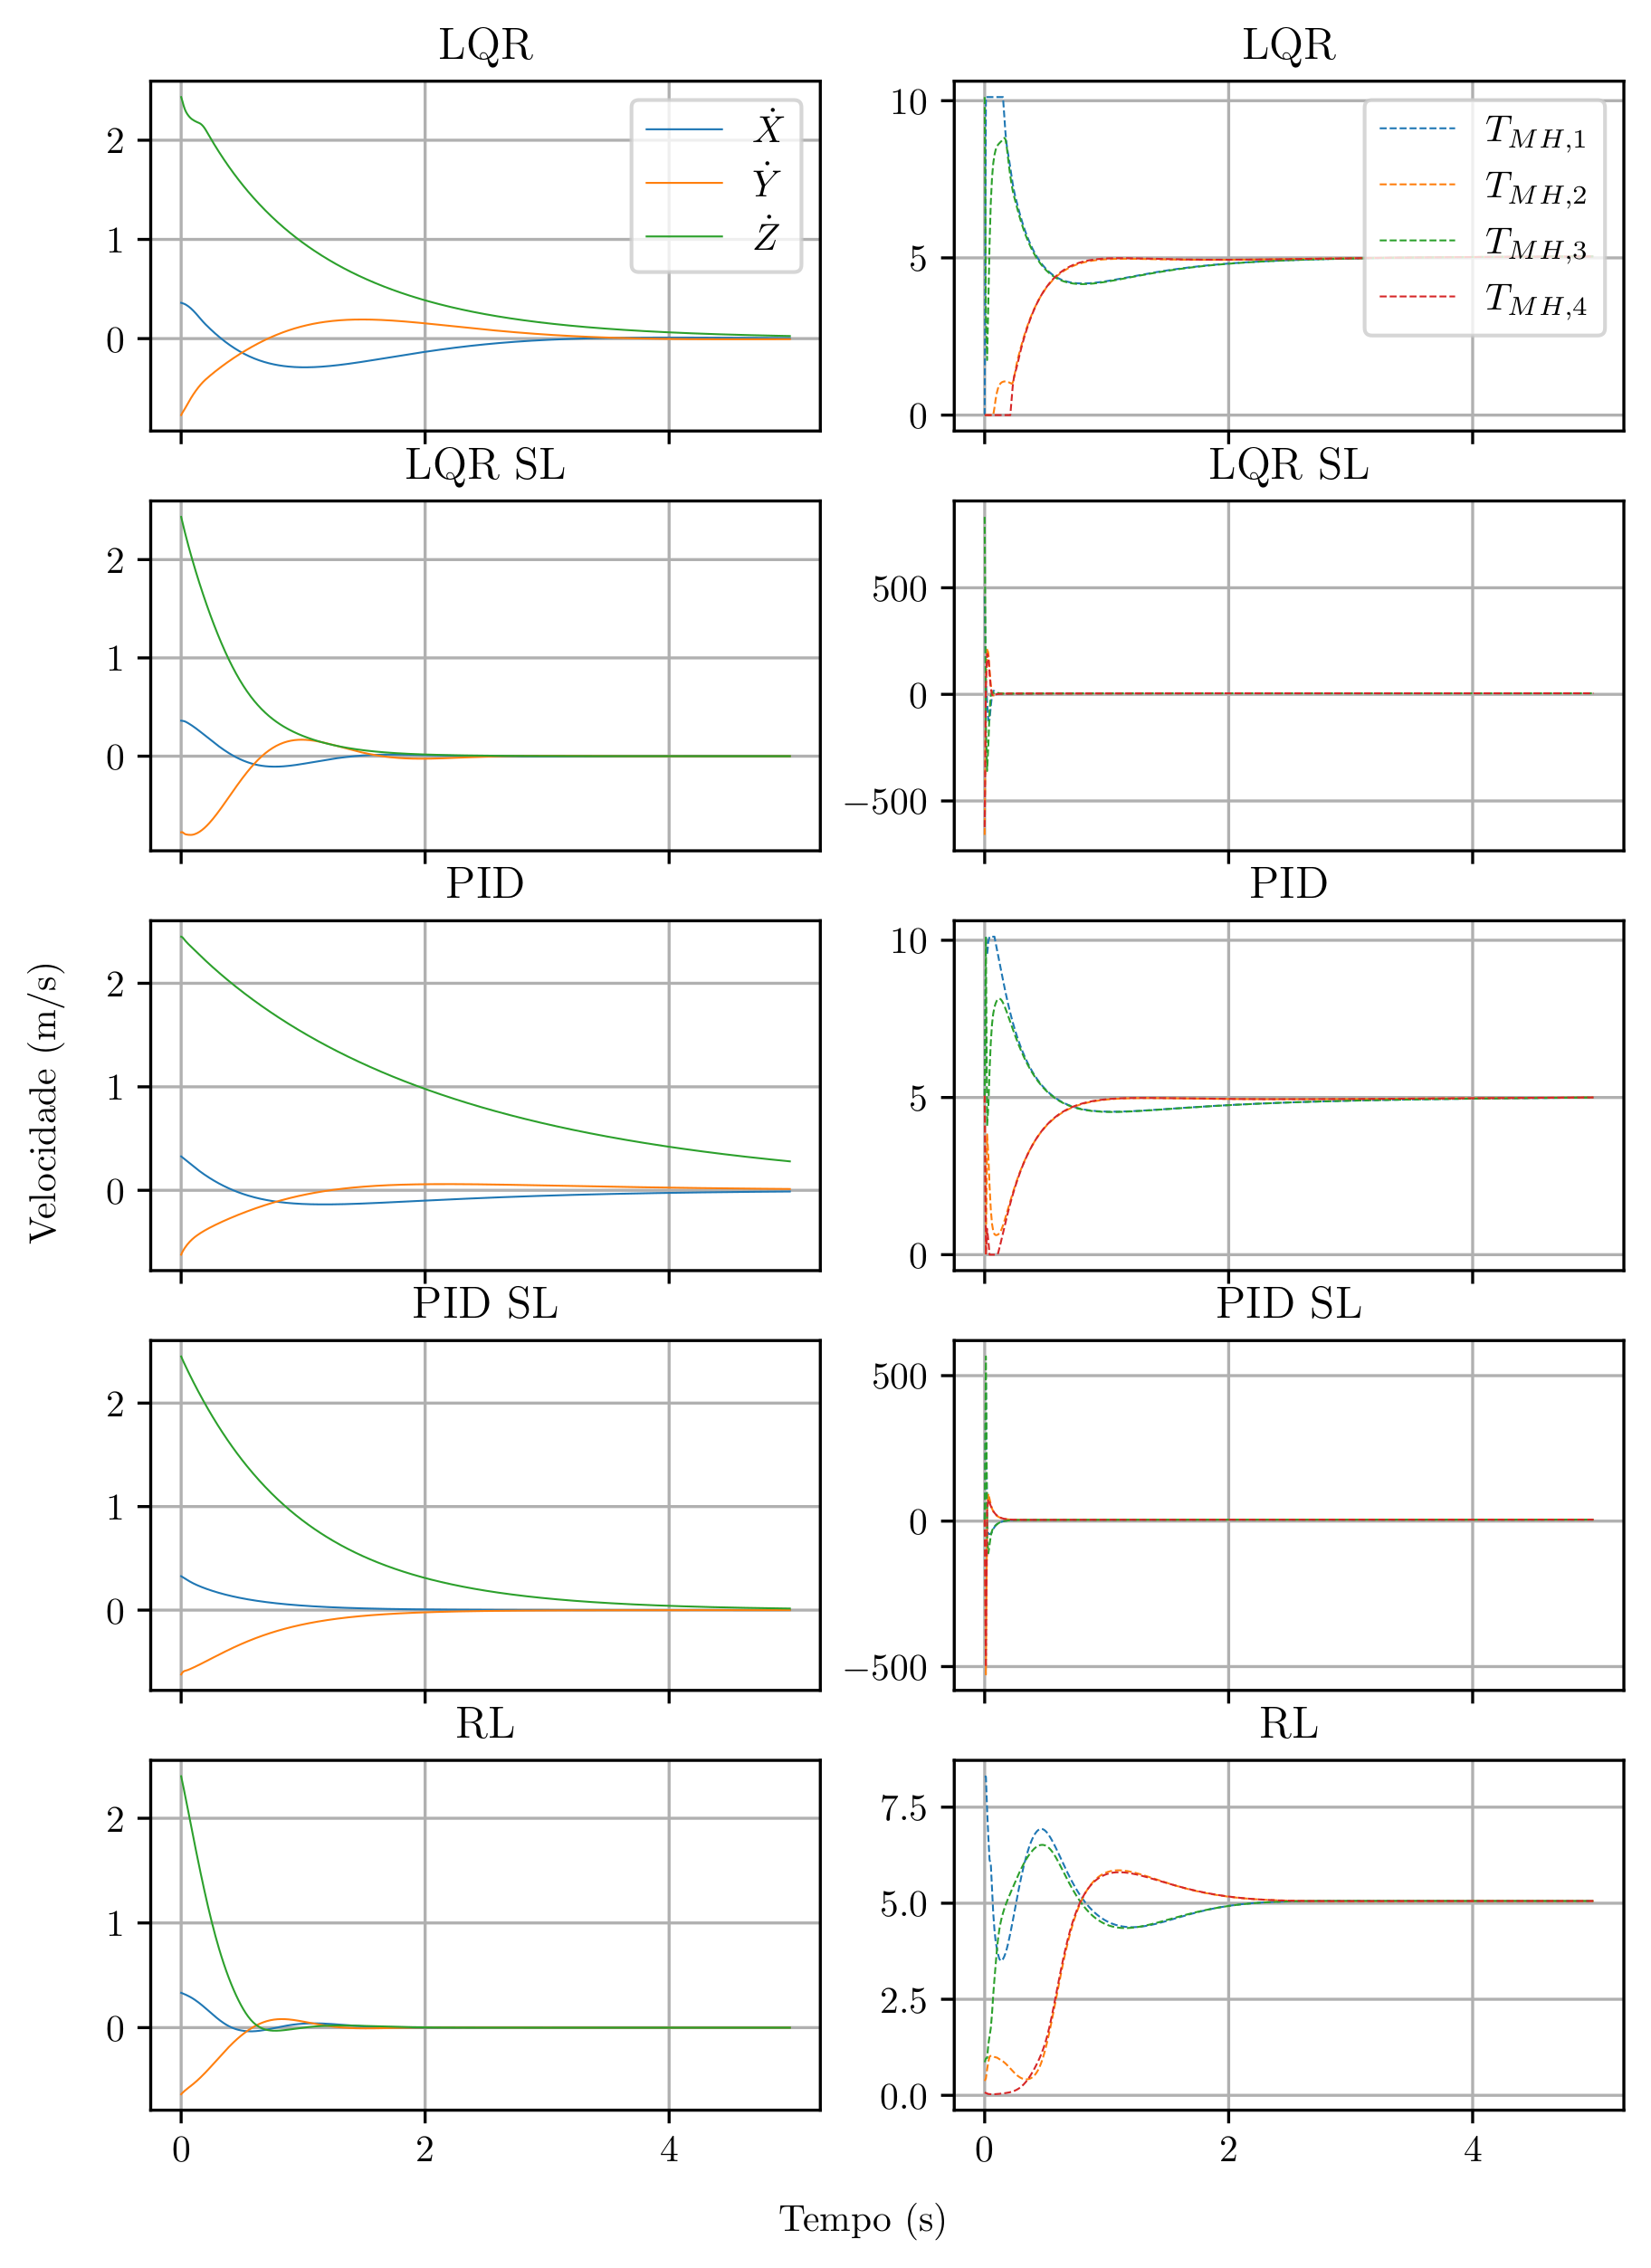 LQR LQR
2
1
0
Ẋ
Ẏ
Ż
10
5
0
T_{MH,1}
T_{MH,2}
T_{MH,3}
T_{MH,4}
LQR SL LQR SL
2
1
0
500
0
−500
PID PID
2
1
0
10
5
0
Velocidade (m/s)
PID SL PID SL
2
1
0
500
0
−500
RL RL
2
1
0
7.5
5.0
2.5
0.0
0 2 4 0 2 4
Tempo (s)